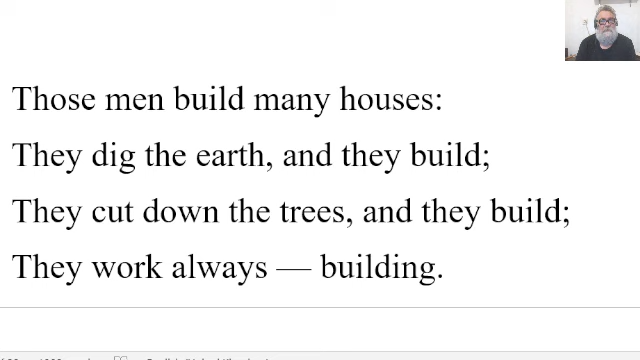 Those men build many houses:
They dig the earth, and they build;
They cut down the trees, and they build;
They work always — building.